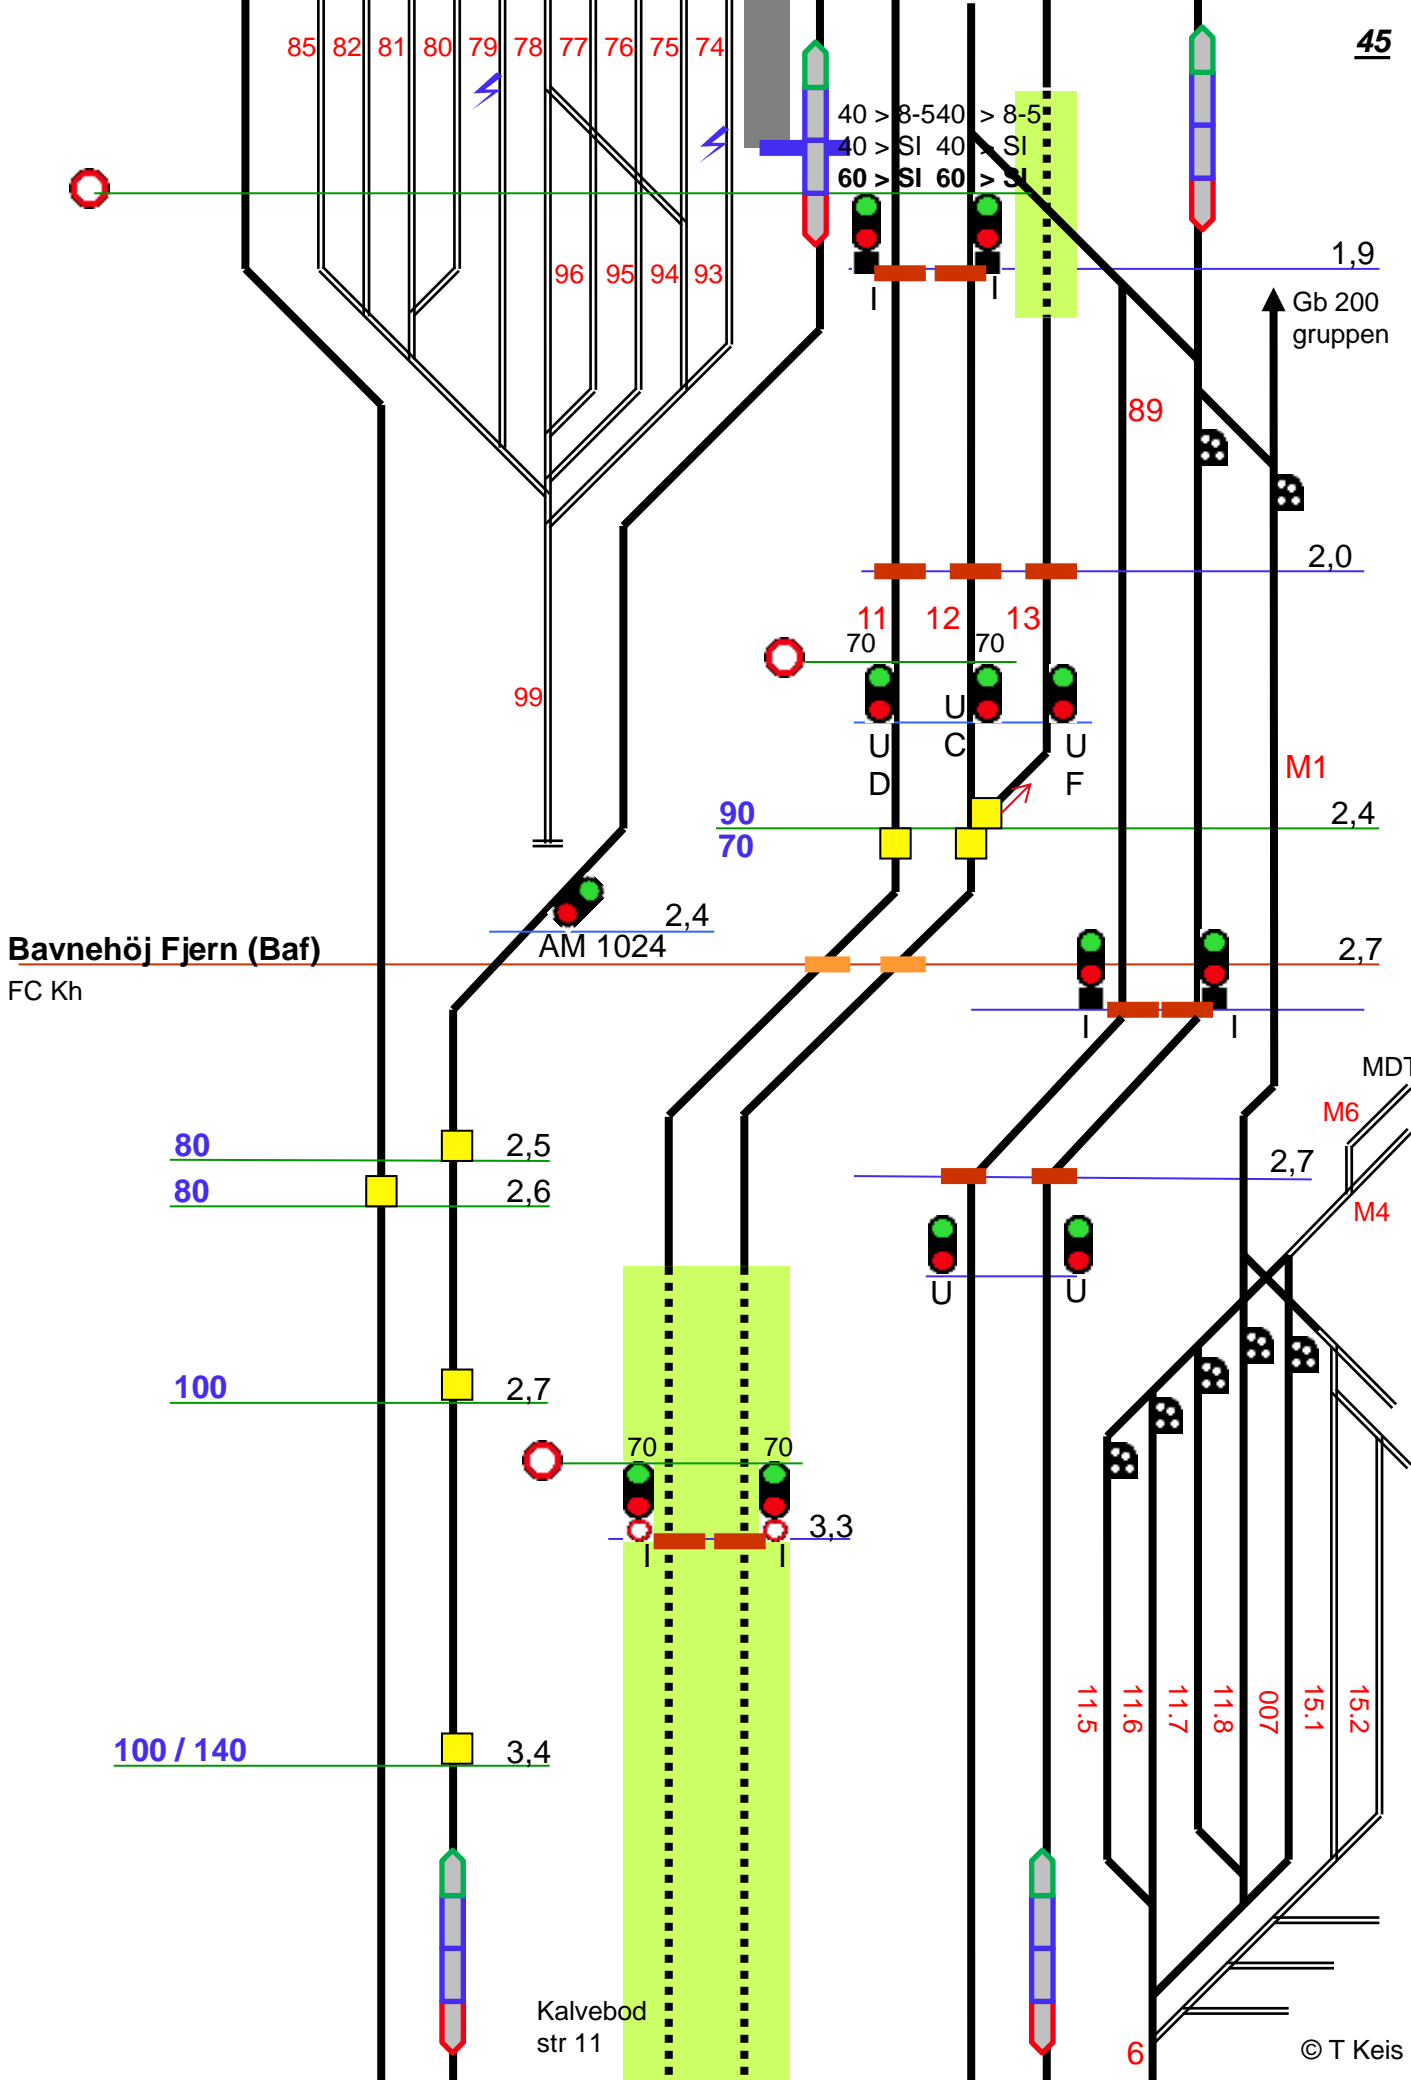 45
85 82 81 80 79 78 77 76 75 74
40 > 8-5 40 > 8-5
40 > SI 40 > SI
60 > SI 60 > SI
1,9
96 95 94 93
I I
Gb 200
gruppen
89
2,0
11 12 13
70 70
99
U
U C U
D F
M1
90
70
2,4
2,4
AM 1024
Bavnehöj Fjern (Baf)
2,7
FC Kh
I I
MDT
M6
80 2,5
2,7
80 2,6
M4
U U
100 2,7
70 70
3,3
I I
11.5 11.6 11.7 11.8 007 15.1 15.2
100 / 140 3,4
Kalvebod
str 11
6
© T Keis